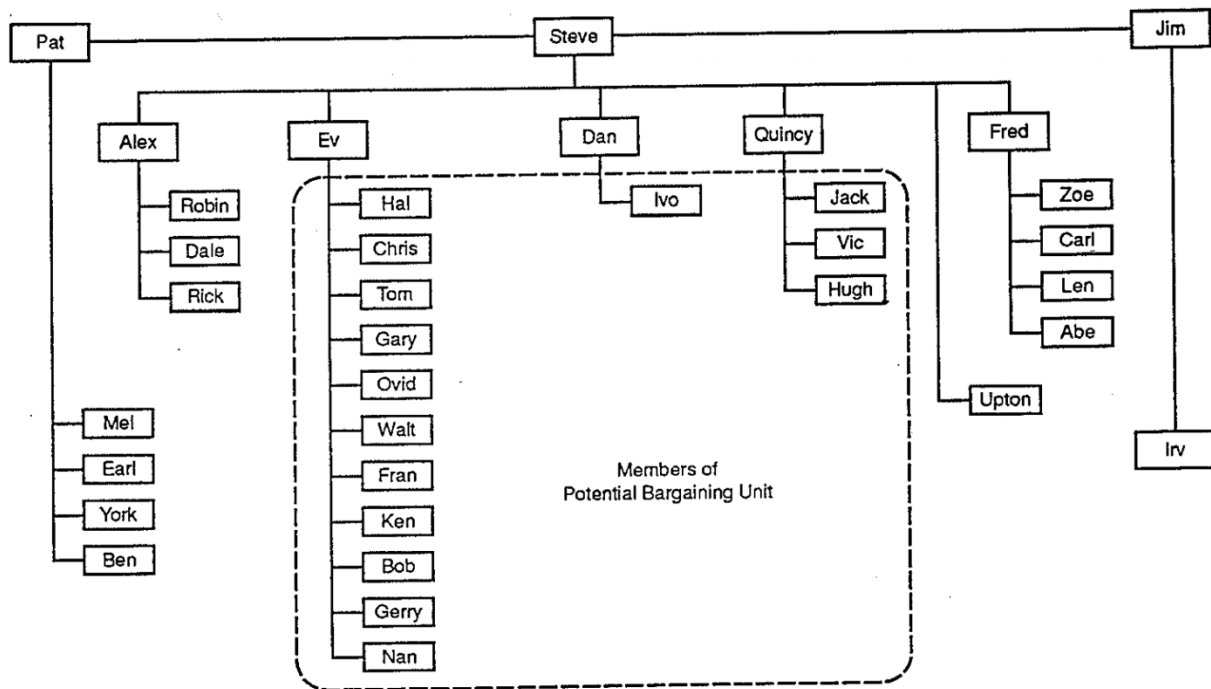 Pat
Steve
Jim
Alex
Ev
Dan
Quincy
Fred
Robin
Dale
Rick
Hal
Chris
Tom
Gary
Ovid
Walt
Fran
Ken
Bob
Gerry
Nan
Ivo
Jack
Vic
Hugh
Zoe
Carl
Len
Abe
Upton
Mel
Earl
York
Ben
Irv
Members of
Potential Bargaining Unit